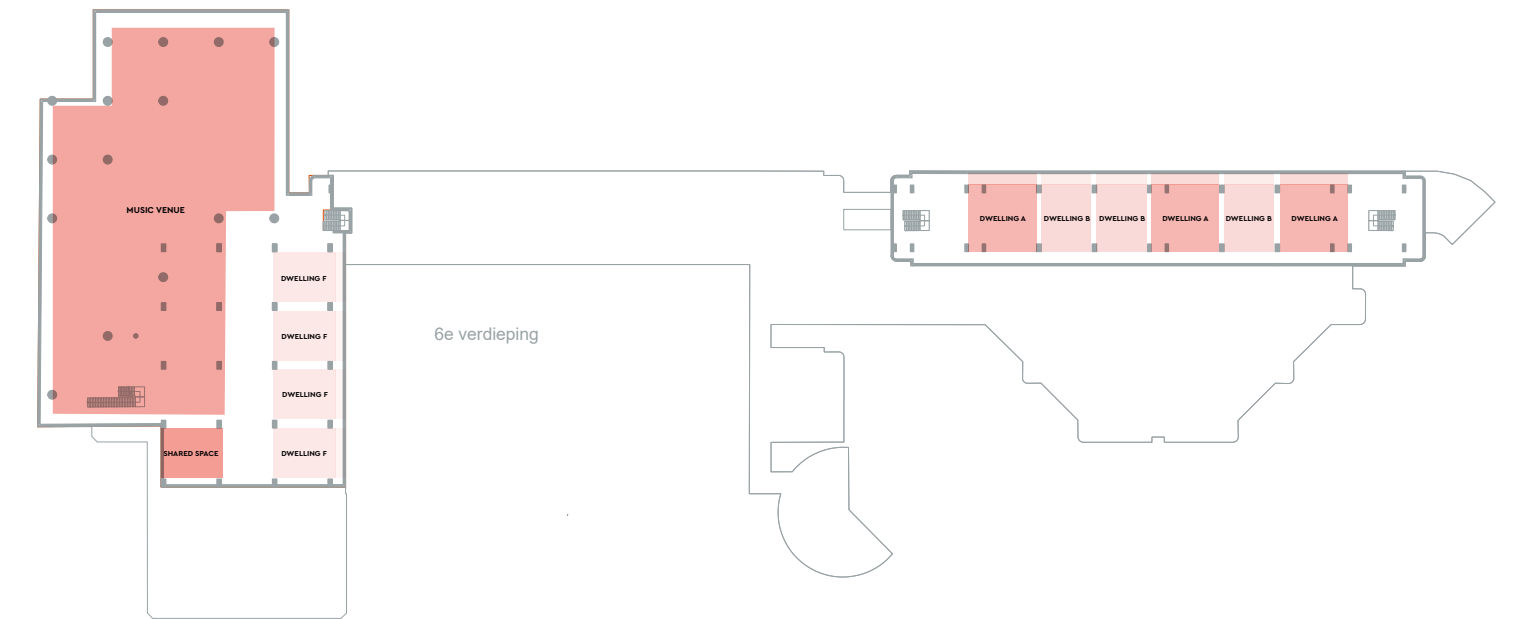 MUSIC VENUE
DWELLING A
DWELLING B
DWELLING B
DWELLING A
DWELLING B
DWELLING A
DWELLING F
DWELLING F
6e verdieping
DWELLING F
SHARED SPACE
DWELLING F